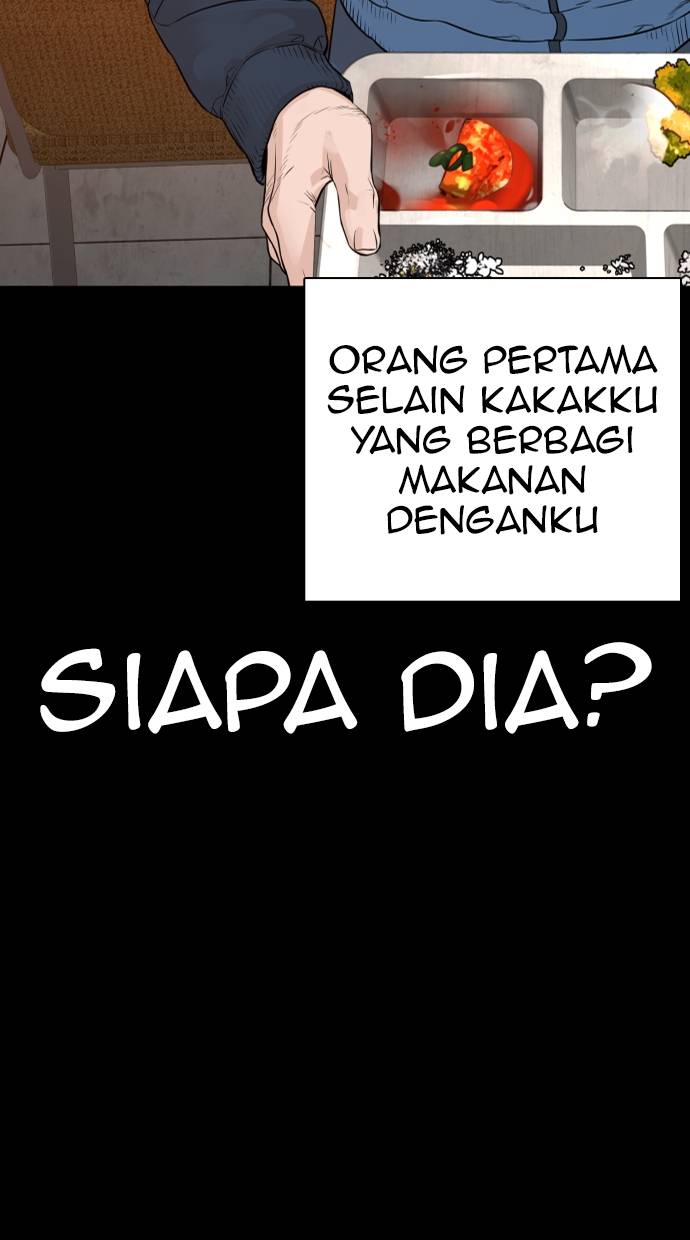 ORANG PERTAMA
SELAIN KAKAKKU
YANG BERBAGI
MAKANAN
DENGANKU
SIAPA DIA?